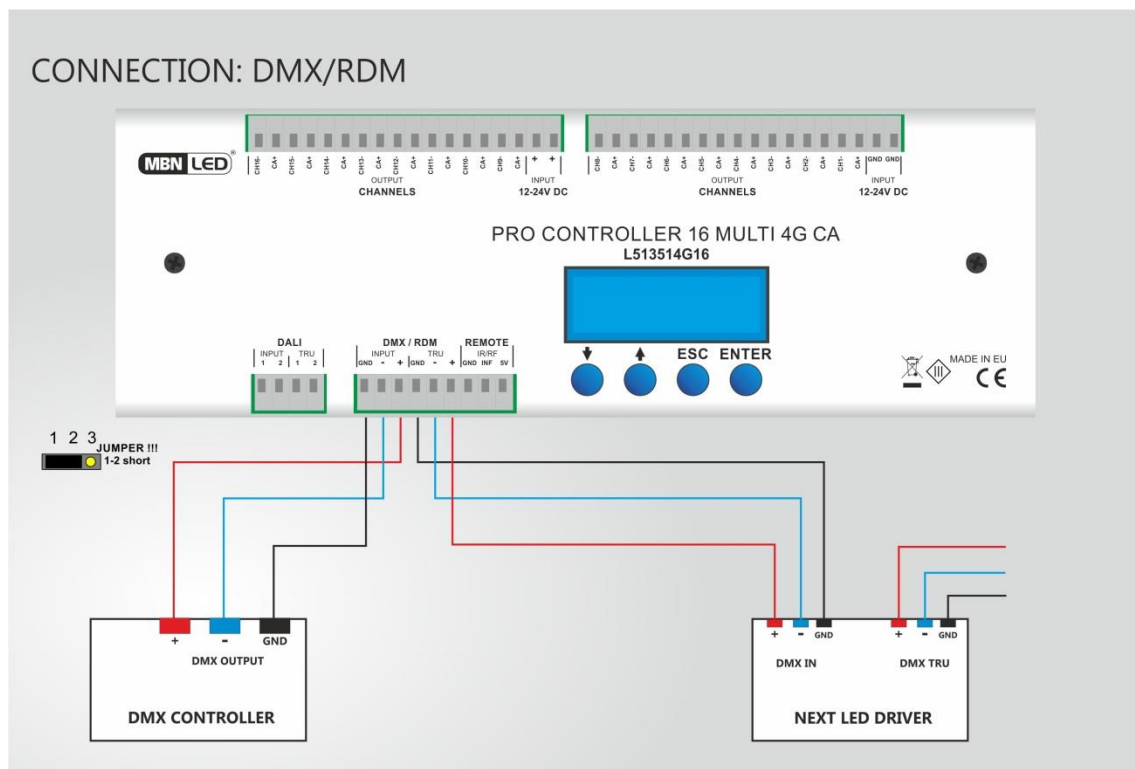 CONNECTION: DMX/RDM
MBN LED®
CH16- CA+ CH15- CA+ CH14- CA+ CH13- CA+ CH12- CA+ CH11- CA+ CH10- CA+ CH9- CA+ + +
OUTPUT INPUT
CHANNELS 12-24V DC
CH8- CA+ CH7- CA+ CH6- CA+ CH5- CA+ CH4- CA+ CH3- CA+ CH2- CA+ CH1- CA+ GND GND
OUTPUT INPUT
CHANNELS 12-24V DC
PRO CONTROLLER 16 MULTI 4G CA
L513514G16
ESC ENTER
MADE IN EU
III
CE
DALI
INPUT TRU
1 2 1 2
DMX / RDM
INPUT TRU
GND - + GND - +
REMOTE
IR/RF
GND INF 5V
1 2 3
JUMPER !!!
1-2 short
+ - GND
DMX OUTPUT
DMX CONTROLLER
+ - GND + - GND
DMX IN DMX TRU
NEXT LED DRIVER